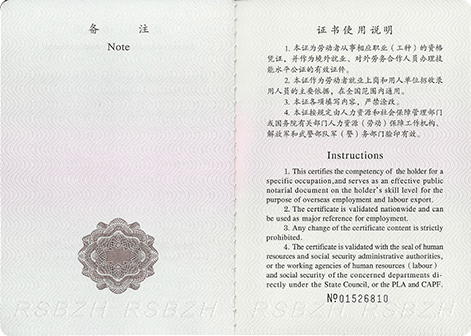 备 注
Note
证书使用说明
1. 本证为劳动者从事相应职业（工种）的资格
凭证，并作为境外就业、对外劳务合作人员办理技
能水平公证的有效证件。
2. 本证作为劳动者就业上岗和用人单位招收录
用人员的主要依据，在全国范围内通用。
3. 本证各项填写内容，严禁涂改。
4. 本证按规定由人力资源和社会保障管理部门
或国务院有关部门人力资源（劳动）保障工作机构、
解放军和武警部队军（警）务部门验印有效。
Instructions
1. This certifies the competency of the holder for a
specific occupation,and serves as an effective public
notarial document on the holder's skill level for the
purpose of overseas employment and labour export.
2. The certificate is validated nationwide and can
be used as major reference for employment.
3. Any change of the certificate content is strictly
prohibited.
4. The certificate is validated with the seal of human
resources and social security administrative authorities,
or the working agencies of human resources (labour)
and social security of the concerned departments di-
rectly under the State Council, or the PLA and CAPF.
RSBZH RSBZH RSBZH RSBZH
№01526810